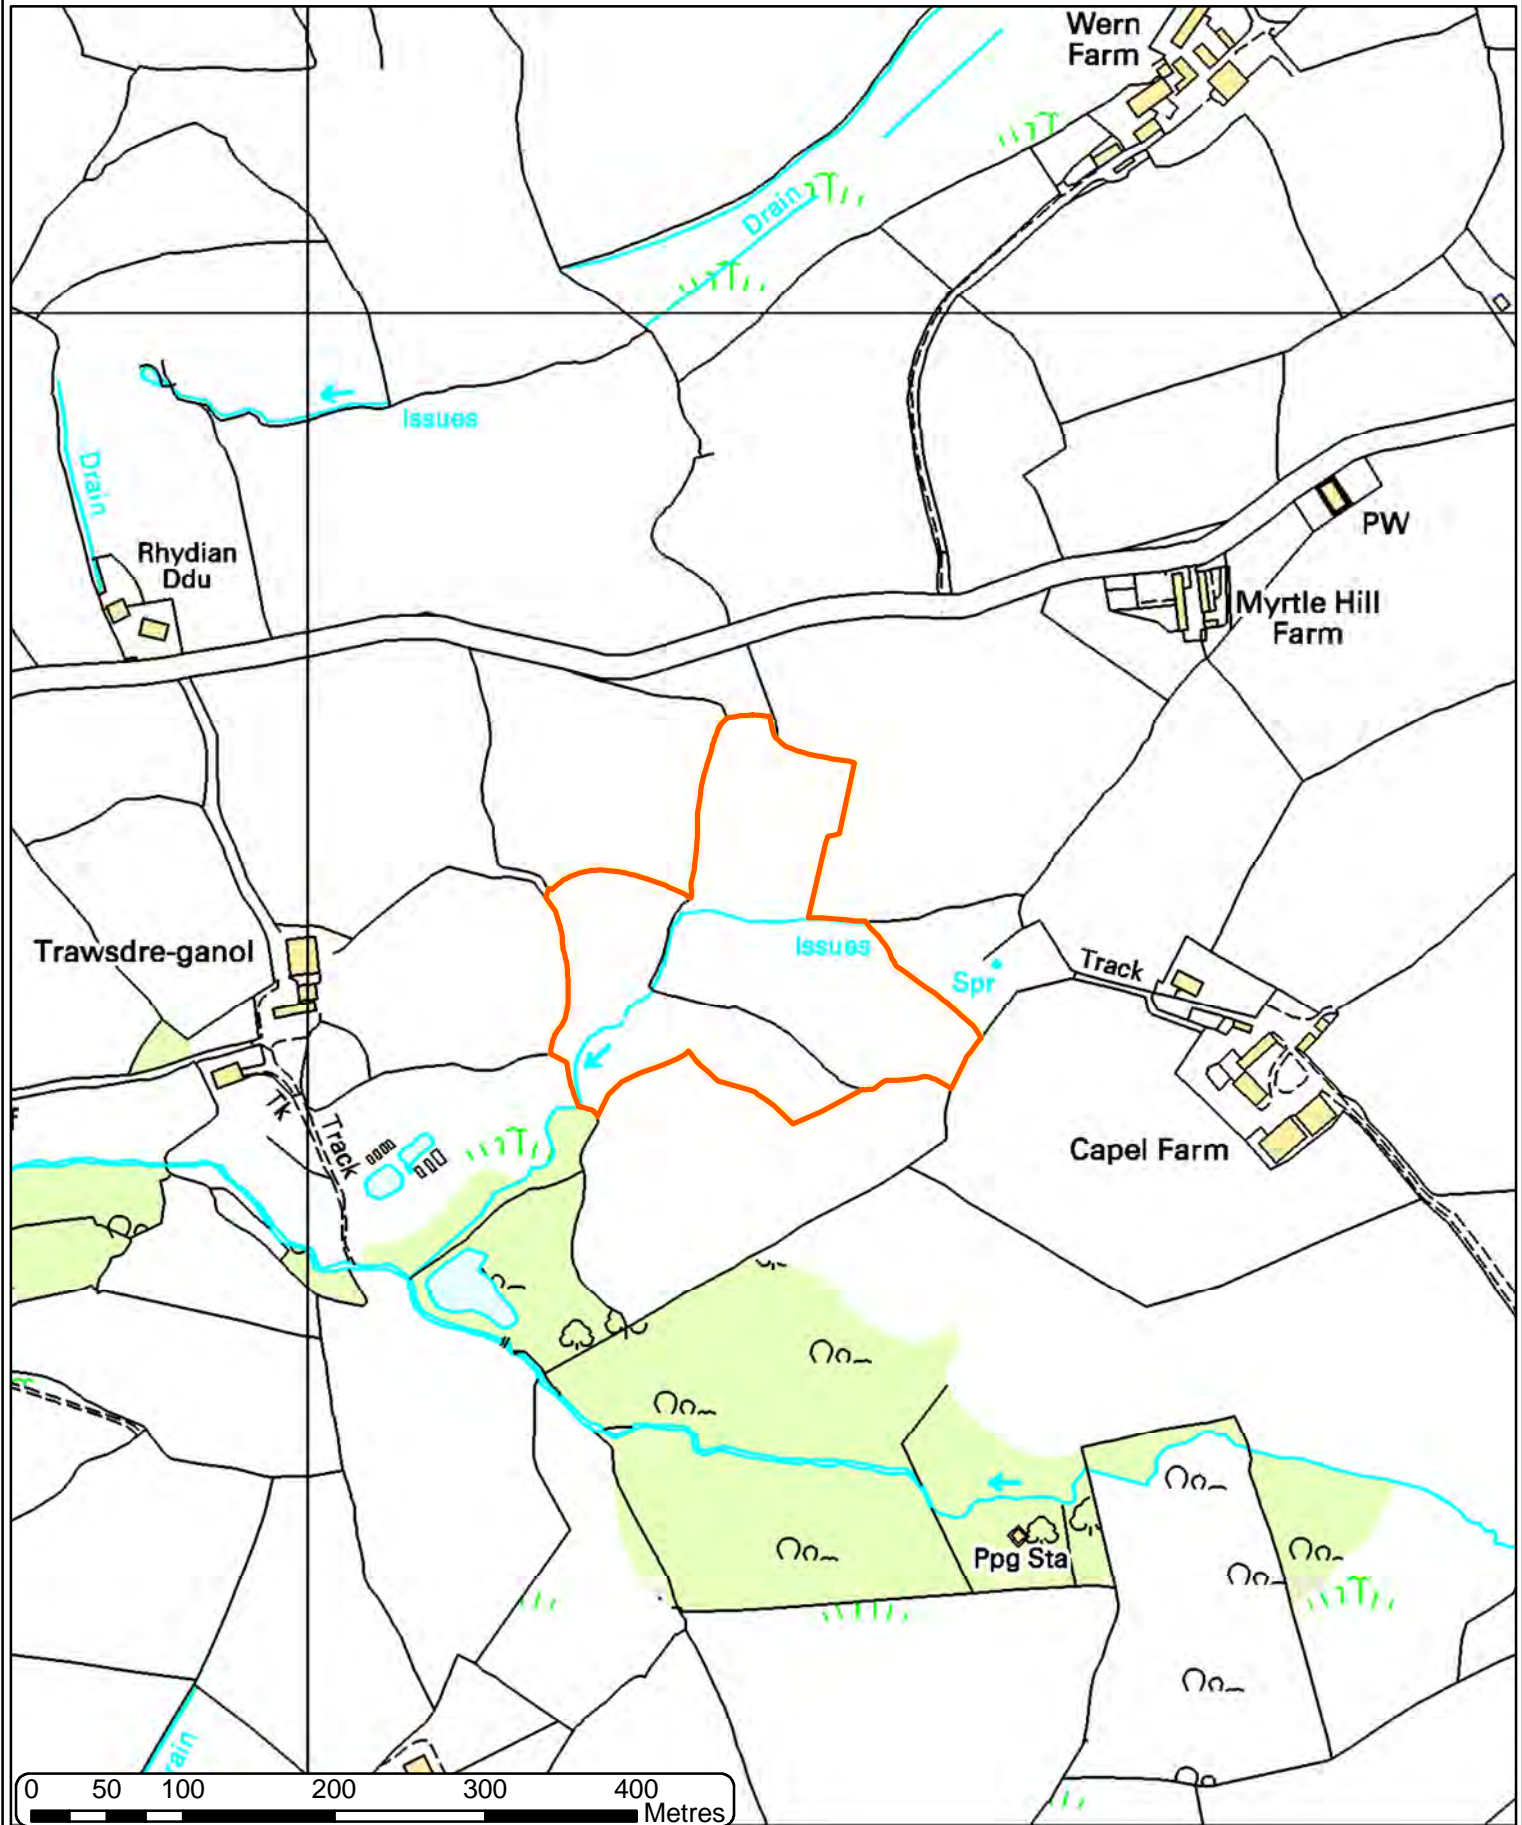 Wern
Farm
Drain
Issues
Drain
PW
Rhydian
Ddu
Myrtle Hill
Farm
Trawsdre-ganol
Issues
Spr
Track
Tk
Track
Capel Farm
Ppg Sta
0 50 100 200 300 400
Metres